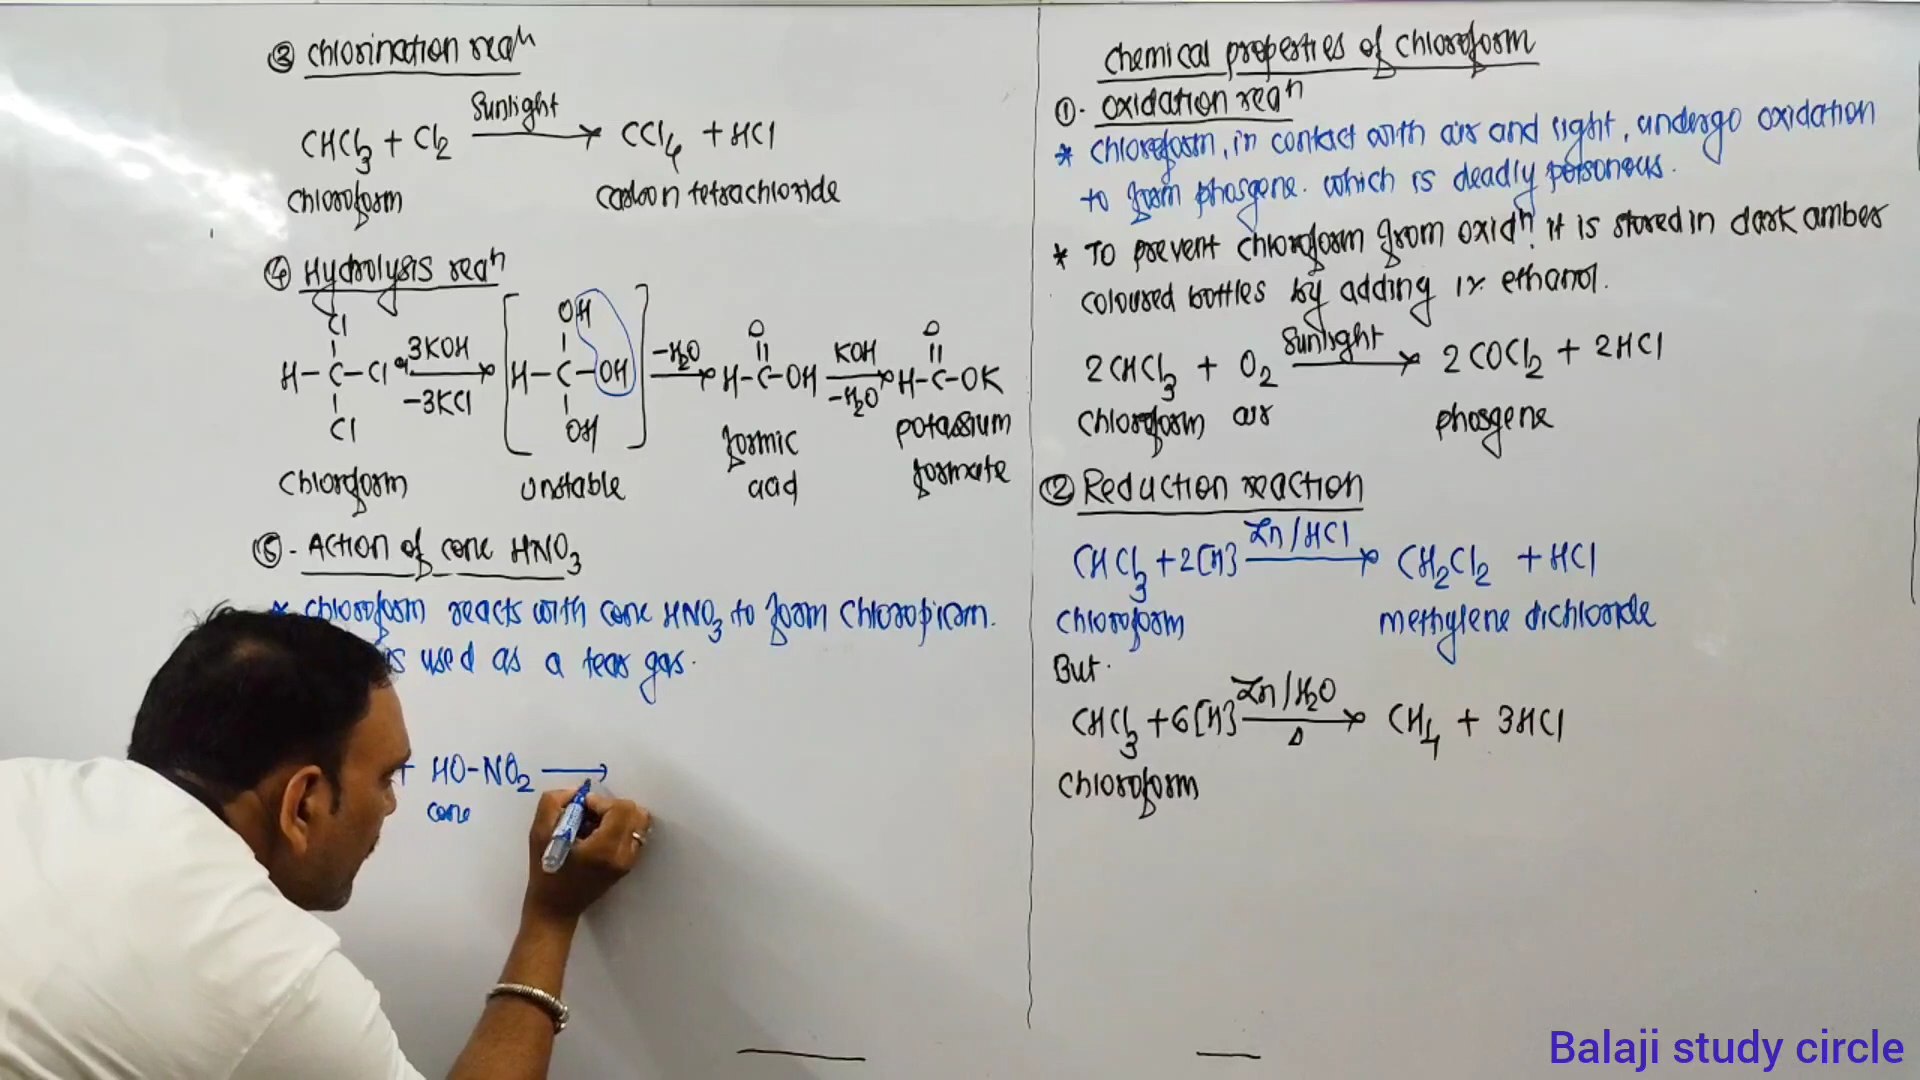 Chemical properties of chloroform
①. Oxidation reaⁿ
* Chloroform, in contact with air and light, undergo oxidation
to form phosgene. which is deadly poisonous.
* To prevent chloroform from oxidⁿ. it is stored in dark amber
coloured bottles by adding 1% ethanol.
2CHCl₃ + O₂ Sunlight → 2COCl₂ + 2HCl
Chloroform air phosgene
② Reduction reaction
CHCl₃ + 2[H] Zn/HCl → CH₂Cl₂ + HCl
Chloroform methylene dichloride
But.
CHCl₃ + 6[H] Zn/H₂O → CH₄ + 3HCl
Δ
Chloroform
③ Chlorination reaⁿ
CHCl₃ + Cl₂ Sunlight → CCl₄ + HCl
Chloroform Carbon tetrachloride
④ Hydrolysis reaⁿ
Cl OH O O
H-C-Cl 3KOH → [H-C-OH] -H₂O → H-C-OH KOH → H-C-OK
-3KCl -H₂O
Cl OH
Chloroform unstable formic acid potassium formate
⑤. Action of conc HNO₃
* Chloroform reacts with conc HNO₃ to form Chloropicrin.
is used as a tear gas.
+ HO-NO₂ →
conc
Balaji study circle